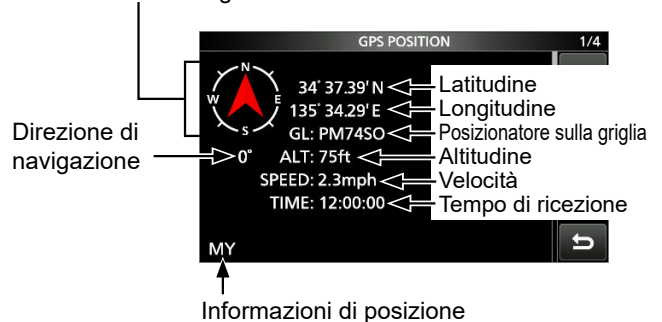 GPS POSITION 1/4
N
W E
S
34° 37.39' N Latitudine
135° 34.29' E Longitudine
GL: PM74SO Posizionatore sulla griglia
Direzione di
navigazione
0° ALT: 75ft Altitudine
SPEED: 2.3mph Velocità
TIME: 12:00:00 Tempo di ricezione
MY
Informazioni di posizione